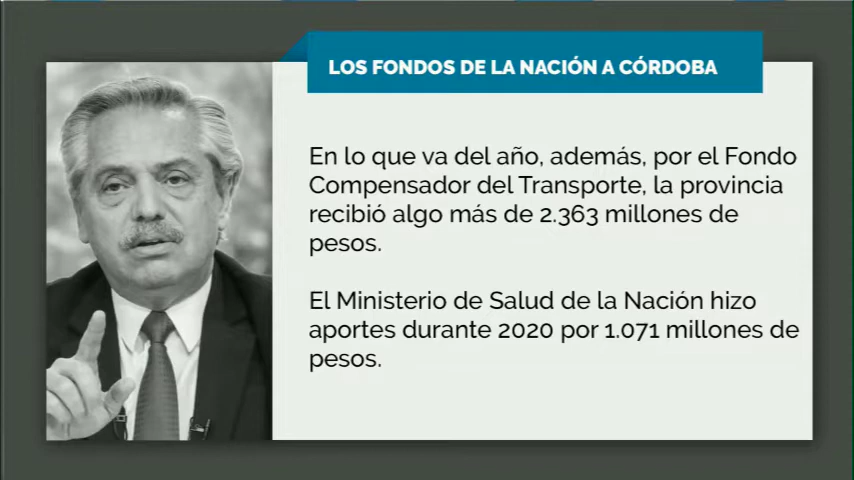 LOS FONDOS DE LA NACIÓN A CÓRDOBA
En lo que va del año, además, por el Fondo
Compensador del Transporte, la provincia
recibió algo más de 2.363 millones de
pesos.
El Ministerio de Salud de la Nación hizo
aportes durante 2020 por 1.071 millones de
pesos.